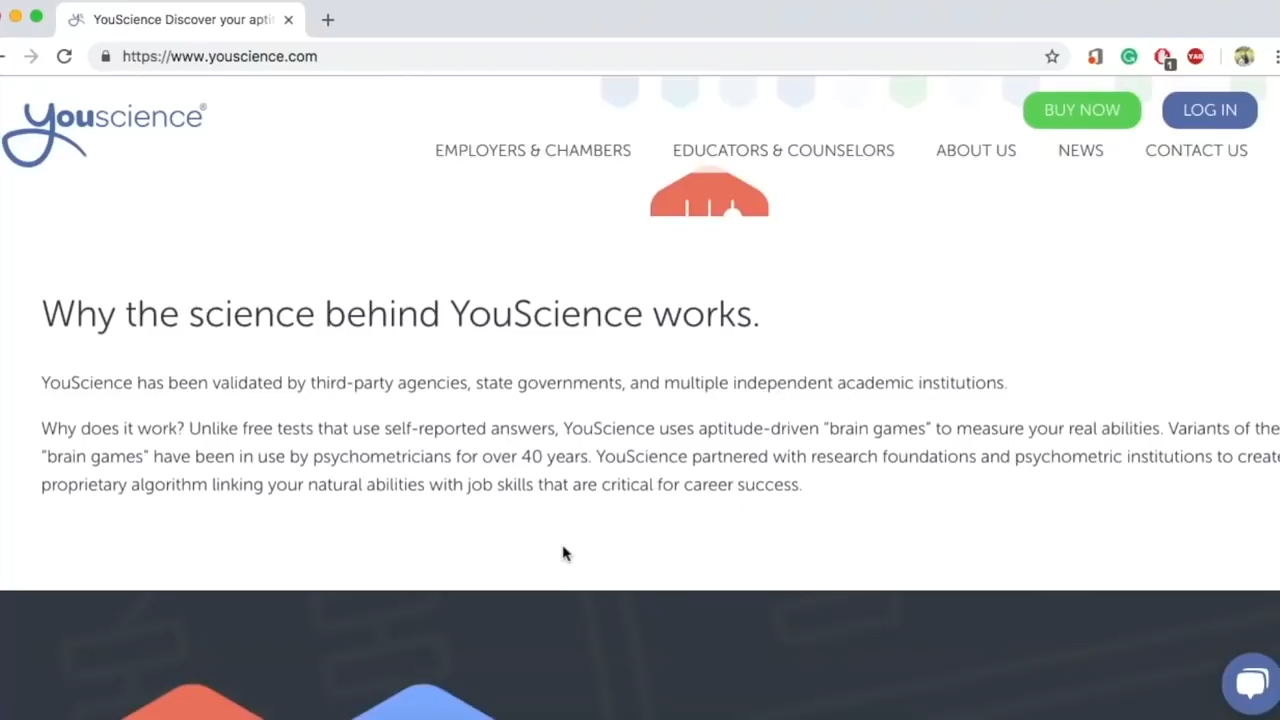 YouScience Discover your apti
https://www.youscience.com
1
YAB
youscience®
BUY NOW
LOG IN
EMPLOYERS & CHAMBERS
EDUCATORS & COUNSELORS
ABOUT US
NEWS
CONTACT US
Why the science behind YouScience works.
YouScience has been validated by third-party agencies, state governments, and multiple independent academic institutions.
Why does it work? Unlike free tests that use self-reported answers, YouScience uses aptitude-driven "brain games" to measure your real abilities. Variants of the
"brain games" have been in use by psychometricians for over 40 years. YouScience partnered with research foundations and psychometric institutions to create
proprietary algorithm linking your natural abilities with job skills that are critical for career success.